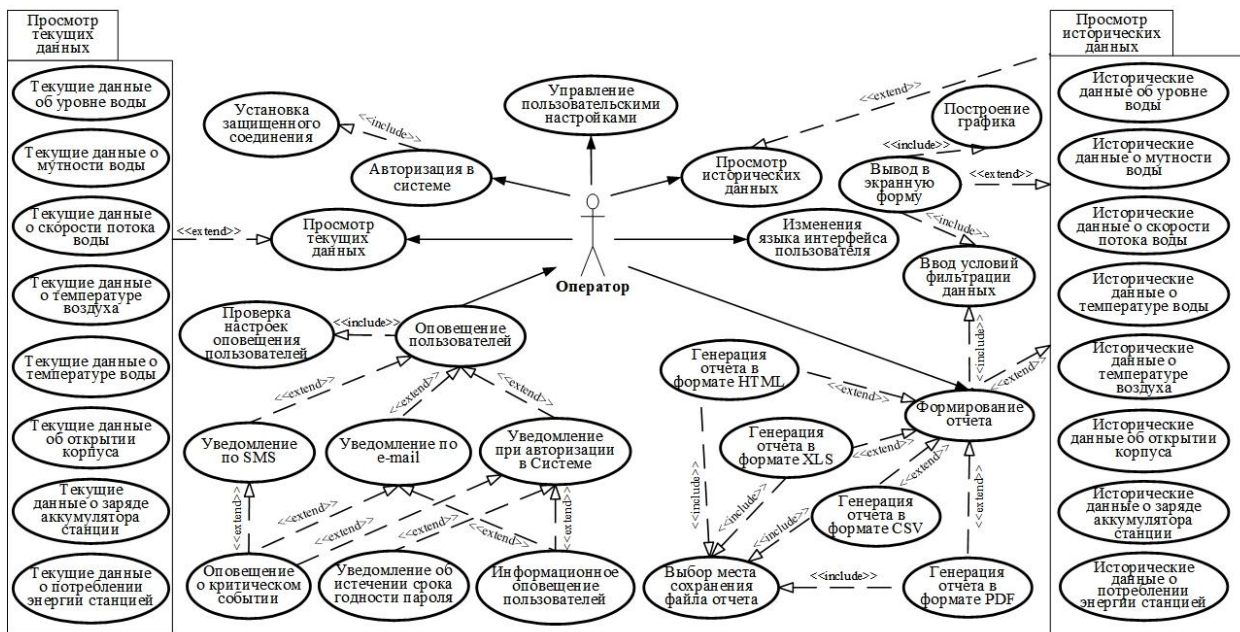 Просмотр
текущих
данных
Текущие данные
об уровне воды
Текущие данные о
мутности воды
Текущие данные
о скорости потока
воды
Текущие данные
о температуре
воздуха
Текущие данные о
температуре воды
Текущие данные
об открытии
корпуса
Текущие
данные о заряде
аккумулятора
станции
Текущие данные
о потреблении
энергии станцией
<<extend>>
Установка
защищенного
соединения
<<include>>
Авторизация в
системе
Управление
пользовательскими
настройками
Просмотр
текущих
данных
Оператор
Просмотр
исторических
данных
<<extend>>
Изменения
языка интерфейса
пользователя
Построение
графика
<<include>>
Вывод в
экранную
форму
<<extend>>
<<include>>
Ввод условий
фильтрации
данных
<<include>>
<<include>>
<<extend>>
Проверка
настроек
оповещения
пользователей
<<include>>
Оповещение
пользователей
<<extend>>
<<extend>>
<<extend>>
Уведомление
по SMS
Уведомление по
e-mail
Уведомление
при авторизации
в Системе
<<extend>>
<<extend>>
<<extend>>
<<extend>>
<<extend>>
<<extend>>
Оповещение
о критическом
событии
Уведомление об
истечении срока
годности пароля
Информационное
оповещение
пользователей
Генерация
отчёта в
формате HTML
<<extend>>
Формирование
отчета
Генерация
отчёта в
формате XLS
<<extend>>
<<extend>>
<<extend>>
Генерация
отчёта в
формате CSV
<<include>>
<<include>>
<<include>>
Выбор места
сохранения
файла отчета
<<include>>
Генерация
отчёта в
формате PDF
Просмотр
исторических
данных
Исторические
данные об уровне
воды
Исторические
данные о мутности
воды
Исторические
данные о скорости
потока воды
Исторические
данные о
температуре воды
Исторические
данные о
температуре
воздуха
Исторические
данные об открытии
корпуса
Исторические
данные о заряде
аккумулятора
станции
Исторические
данные о
потреблении
энергии станцией